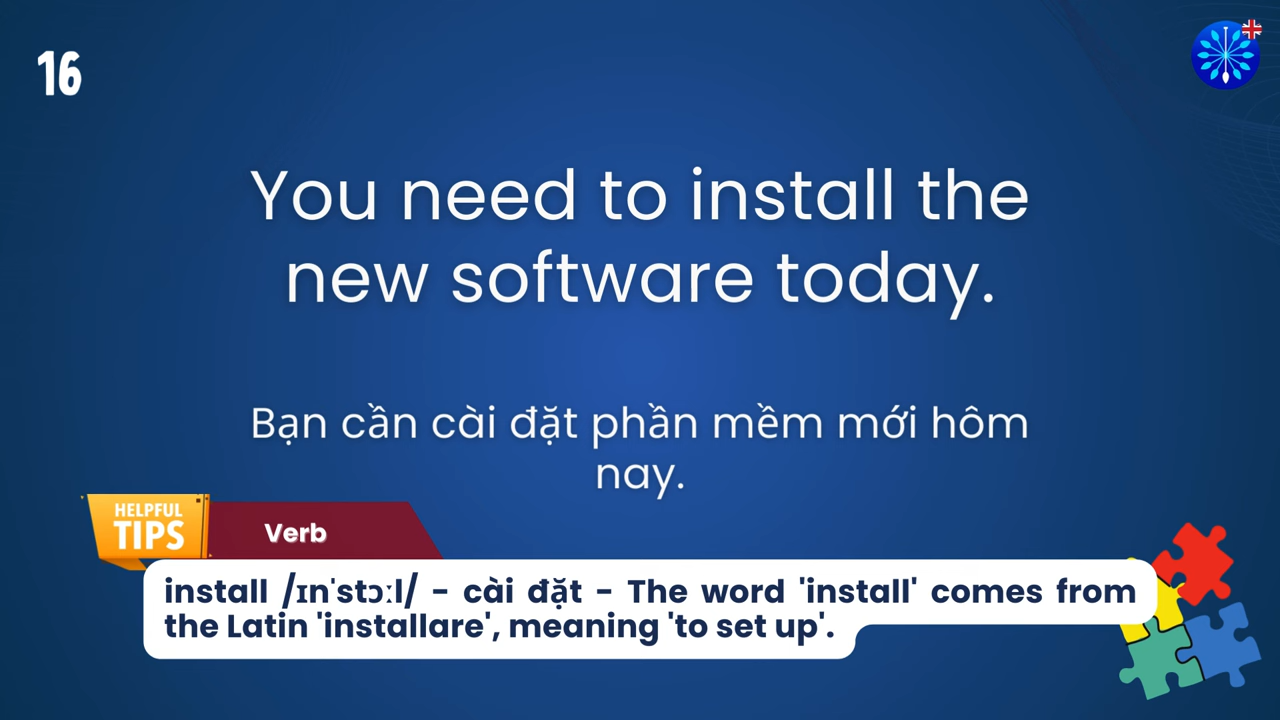 16
You need to install the
new software today.
Bạn cần cài đặt phần mềm mới hôm
nay.
HELPFUL
TIPS
Verb
install /ɪnˈstɔːl/ - cài đặt - The word 'install' comes from
the Latin 'installare', meaning 'to set up'.